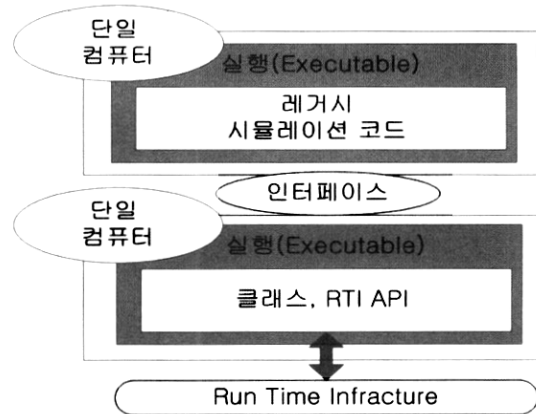 단일
컴퓨터
실행(Executable)
레거시
시뮬레이션 코드
인터페이스
단일
컴퓨터
실행(Executable)
클래스, RTI API
Run Time Infracture